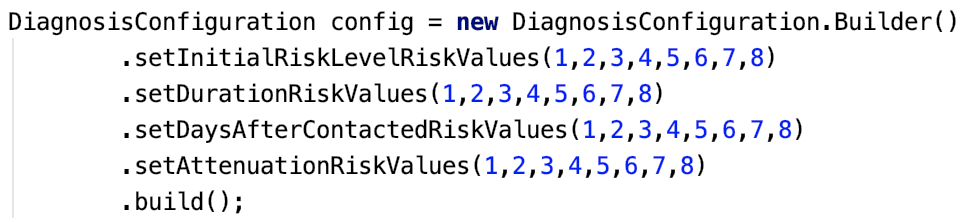 DiagnosisConfiguration config = new DiagnosisConfiguration.Builder()
.setInitialRiskLevelRiskValues(1,2,3,4,5,6,7,8)
.setDurationRiskValues(1,2,3,4,5,6,7,8)
.setDaysAfterContactedRiskValues(1,2,3,4,5,6,7,8)
.setAttenuationRiskValues(1,2,3,4,5,6,7,8)
.build();